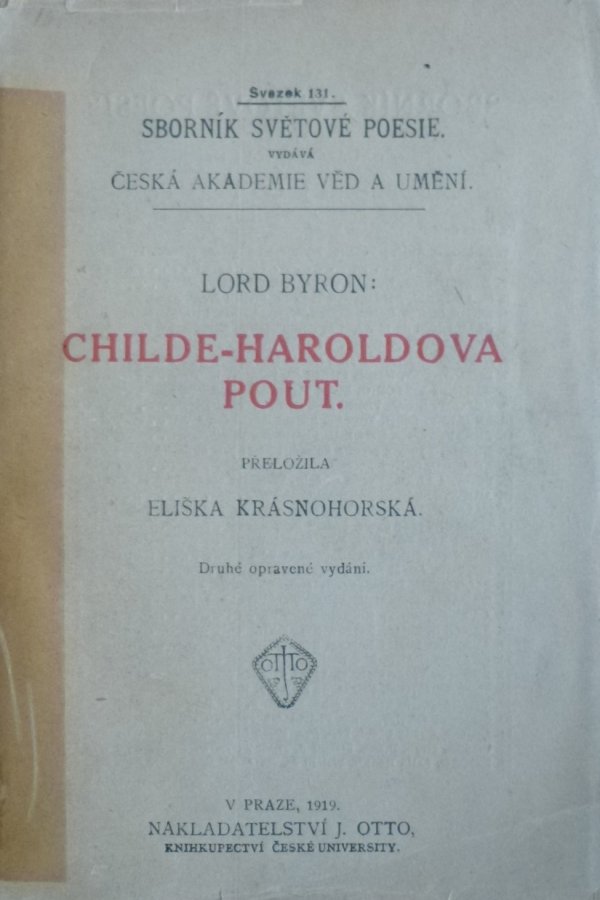 Svazek 131.
SBORNÍK SVĚTOVÉ POESIE.
VYDÁVÁ
ČESKÁ AKADEMIE VĚD A UMĚNÍ.
LORD BYRON:
CHILDE-HAROLDOVA
POUT.
PŘELOŽILA
ELIŠKA KRÁSNOHORSKÁ.
Druhé opravené vydání.
OTTO
V PRAZE, 1919.
NAKLADATELSTVÍ J. OTTO,
KNIHKUPECTVÍ ČESKÉ UNIVERSITY.